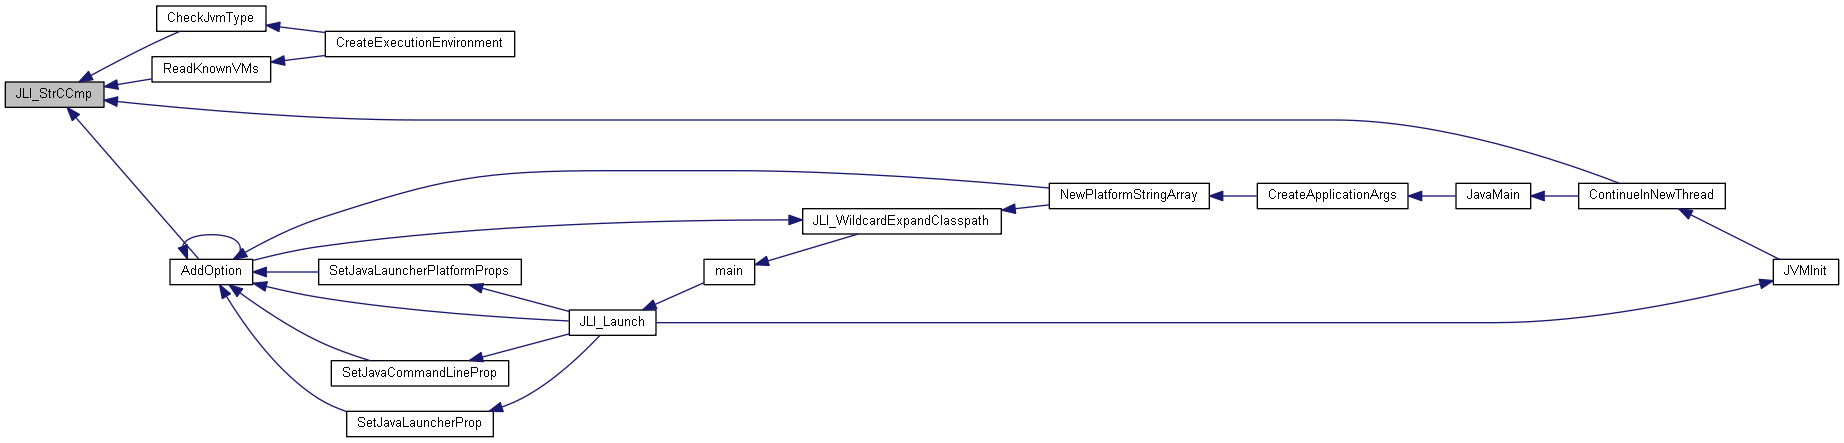 CheckJvmType
CreateExecutionEnvironment
ReadKnownVMs
JLI_StrCCmp
NewPlatformStringArray
CreateApplicationArgs
JavaMain
ContinueInNewThread
JLI_WildcardExpandClasspath
AddOption
SetJavaLauncherPlatformProps
main
JVMInit
JLI_Launch
SetJavaCommandLineProp
SetJavaLauncherProp